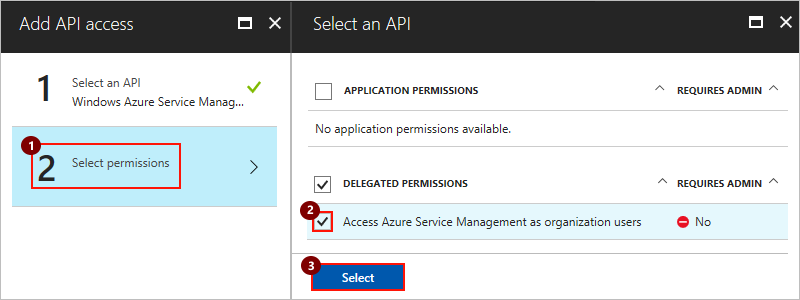 Add API access
Select an API
1
Select an API
Windows Azure Service Manag...
1
2
Select permissions
APPLICATION PERMISSIONS
REQUIRES ADMIN
No application permissions available.
DELEGATED PERMISSIONS
REQUIRES ADMIN
2
Access Azure Service Management as organization users
No
3
Select